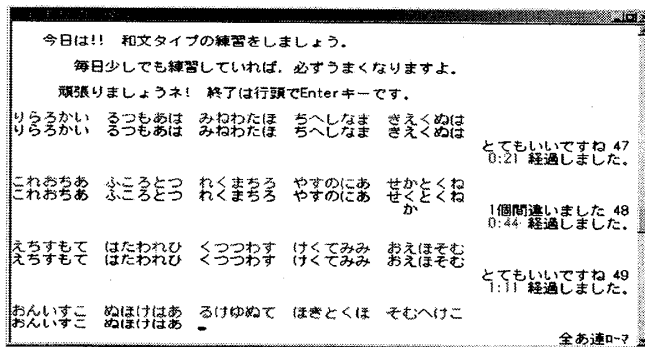 今日は!! 和文タイプの練習をしましょう。
毎日少しでも練習していれば、必ずうまくなりますよ。
頑張りましょうネ! 終了は行頭でEnterキーです。
りらろかい るつもあは みねわたほ ちへしなま きえくぬは
りらろかい るつもあは みねわたほ ちへしなま きえくぬは
とてもいいですね 47
0:21 経過しました。
これおちあ ふころとつ れくまちろ やすのにあ せかとくね
これおちあ ふころとつ れくまちろ やすのにあ せくとくね
か
1個間違いました 48
0:44 経過しました。
えちすもて はたわれひ くつつわす けくてみみ おえほそむ
えちすもて はたわれひ くつつわす けくてみみ おえほそむ
とてもいいですね 49
1:11 経過しました。
おんいすこ ぬほけはあ るけゆぬて ほきとくほ そむへけこ
おんいすこ ぬほけはあ
全あ連ローマ